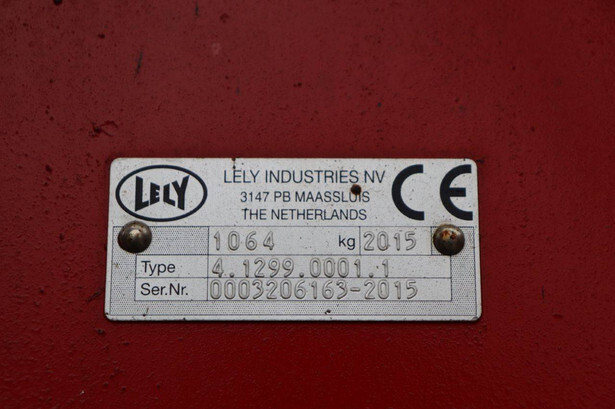 LELY
LELY INDUSTRIES NV
3147 PB MAASSLUIS
THE NETHERLANDS
CE
1064 kg 2015
Type 4.1299.0001.1
Ser.Nr. 0003206163-2015